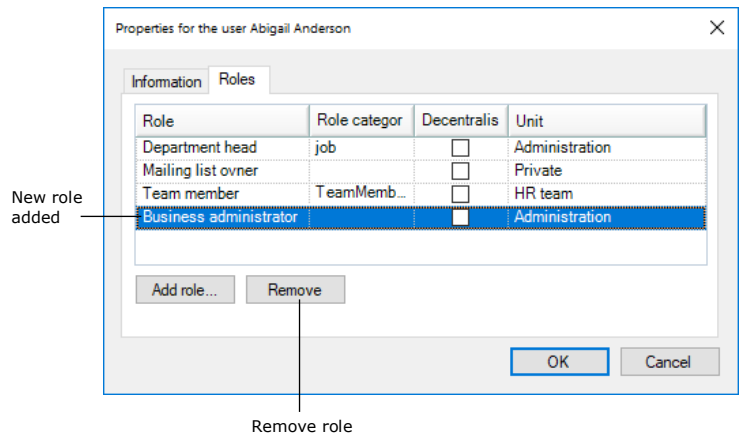 Properties for the user Abigail Anderson
Information Roles
Role Role categor Decentralis Unit
Department head job Administration
Mailing list ovner Private
Team member TeamMemb... HR team
Business administrator Administration
New role
added
Add role... Remove
OK Cancel
Remove role